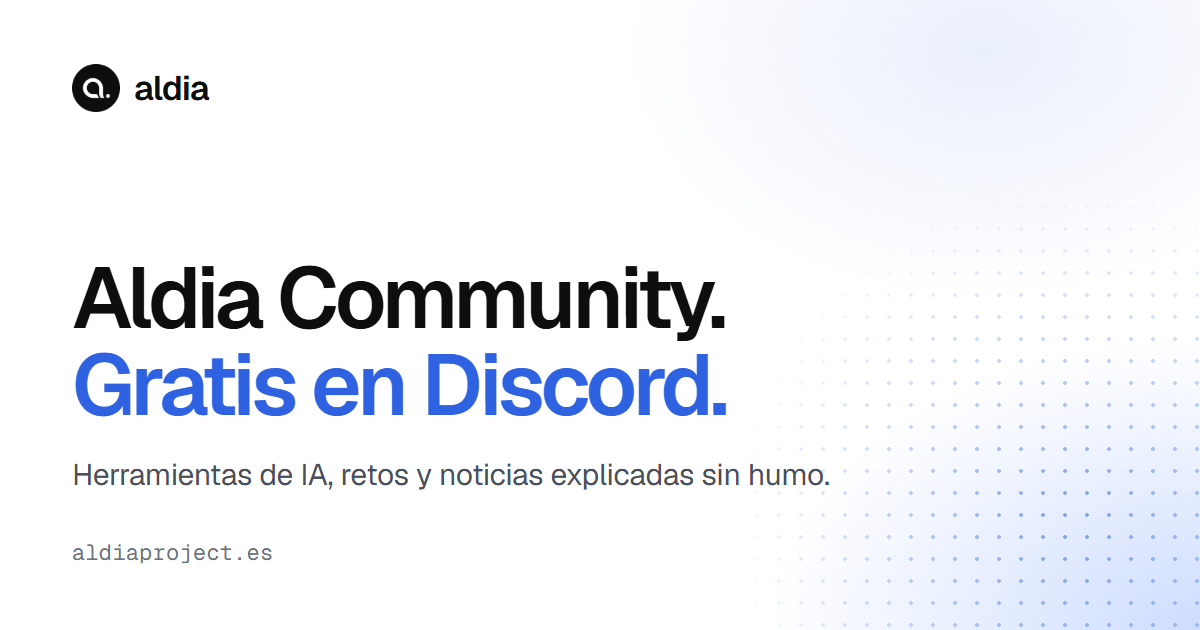 aldia
Aldia Community.
Gratis en Discord.
Herramientas de IA, retos y noticias explicadas sin humo.
aldiaproject.es